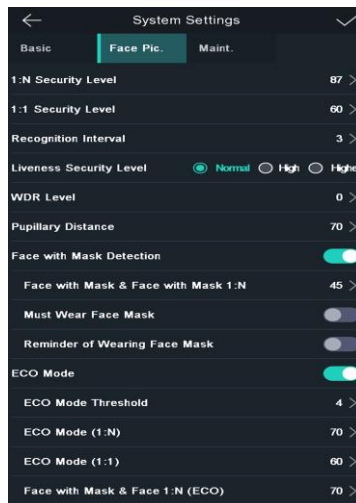 System Settings
Basic Face Pic. Maint.
1:N Security Level 87
1:1 Security Level 60
Recognition Interval 3
Liveness Security Level Normal High Highe
WDR Level 0
Pupillary Distance 70
Face with Mask Detection
Face with Mask & Face with Mask 1:N 45
Must Wear Face Mask
Reminder of Wearing Face Mask
ECO Mode
ECO Mode Threshold 4
ECO Mode (1:N) 70
ECO Mode (1:1) 60
Face with Mask & Face 1:N (ECO) 70